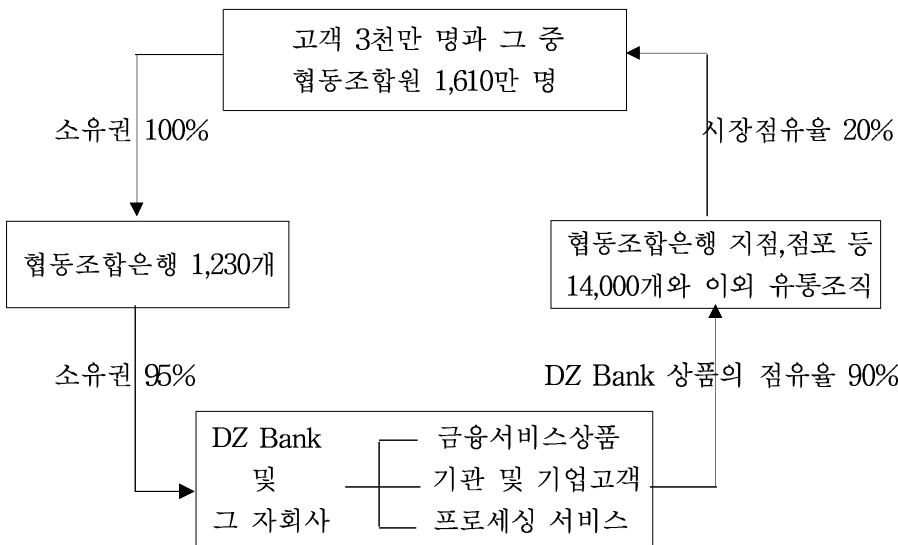 고객 3천만 명과 그 중
협동조합원 1,610만 명
소유권 100%
시장점유율 20%
협동조합은행 1,230개
협동조합은행 지점,점포 등
14,000개와 이외 유통조직
소유권 95%
DZ Bank 상품의 점유율 90%
DZ Bank
및
그 자회사
금융서비스상품
기관 및 기업고객
프로세싱 서비스